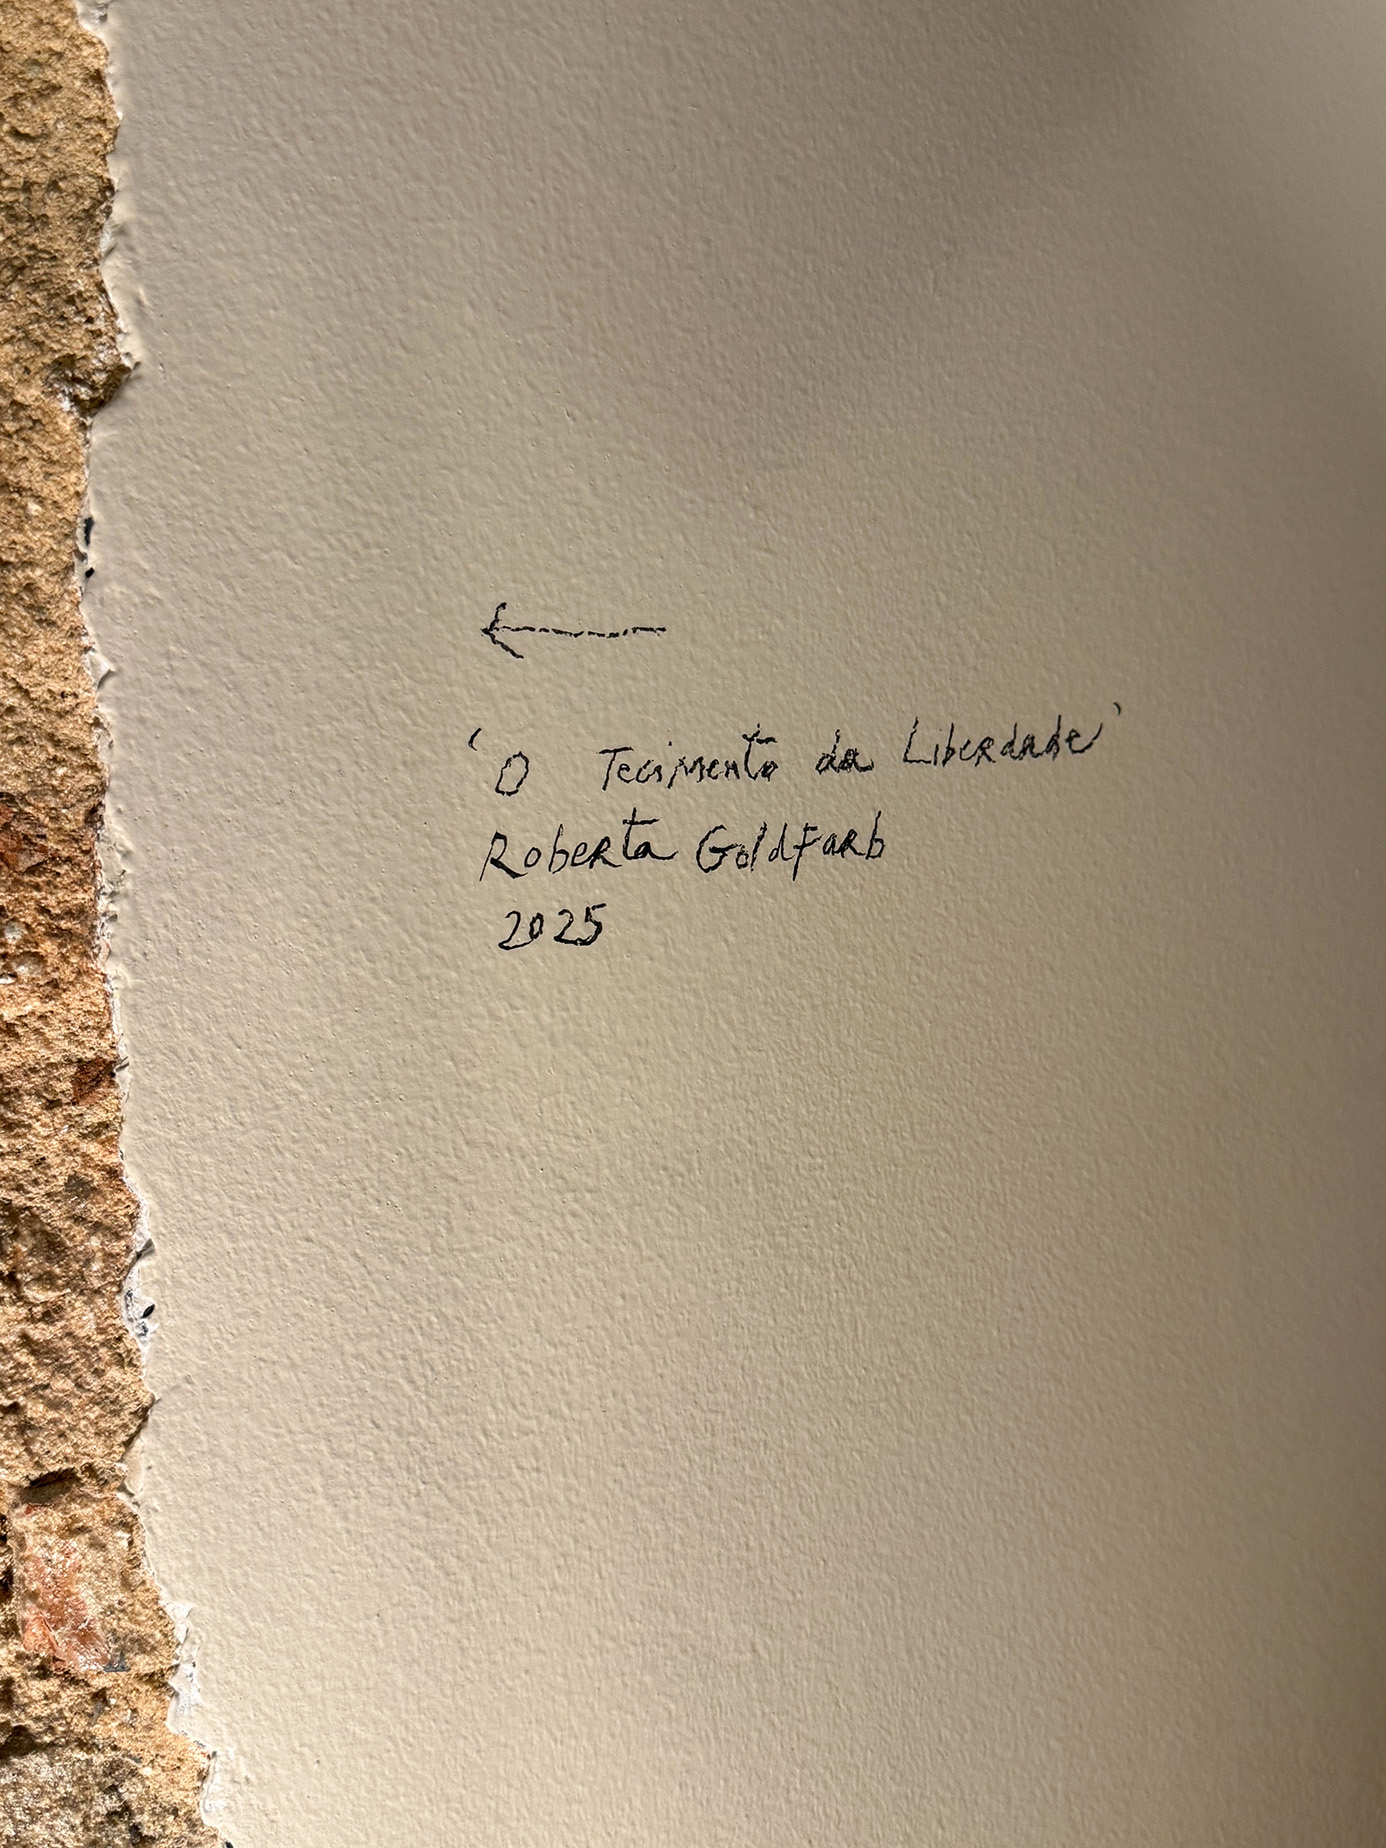 'O Tecimento da Liberdade'
Roberta Goldfarb
2025